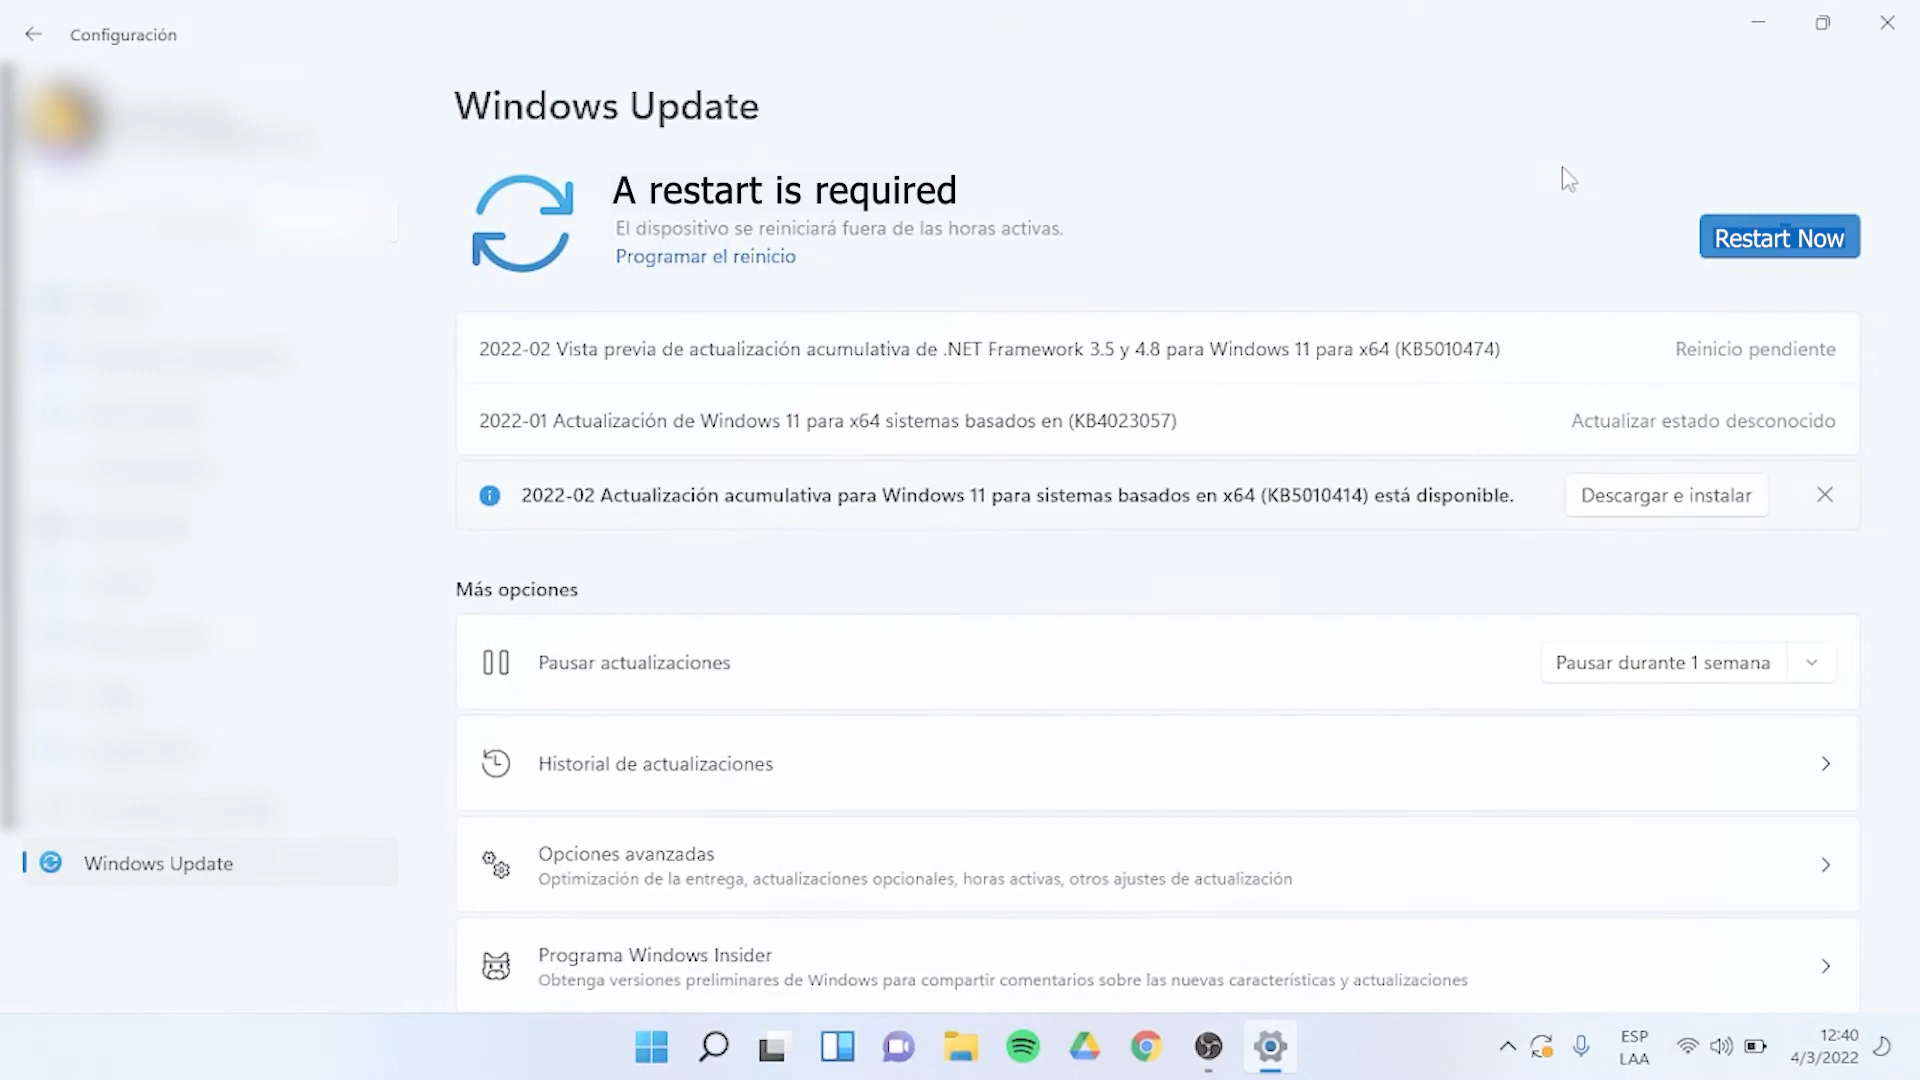 Configuración
Windows Update
A restart is required
El dispositivo se reiniciará fuera de las horas activas.
Programar el reinicio
Restart Now
2022-02 Vista previa de actualización acumulativa de .NET Framework 3.5 y 4.8 para Windows 11 para x64 (KB5010474)
Reinicio pendiente
2022-01 Actualización de Windows 11 para x64 sistemas basados en (KB4023057)
Actualizar estado desconocido
2022-02 Actualización acumulativa para Windows 11 para sistemas basados en x64 (KB5010414) está disponible.
Descargar e instalar
Más opciones
Pausar actualizaciones
Pausar durante 1 semana
Historial de actualizaciones
Opciones avanzadas
Optimización de la entrega, actualizaciones opcionales, horas activas, otros ajustes de actualización
Windows Update
Programa Windows Insider
Obtenga versiones preliminares de Windows para compartir comentarios sobre las nuevas características y actualizaciones
ESP
LAA
12:40
4/3/2022